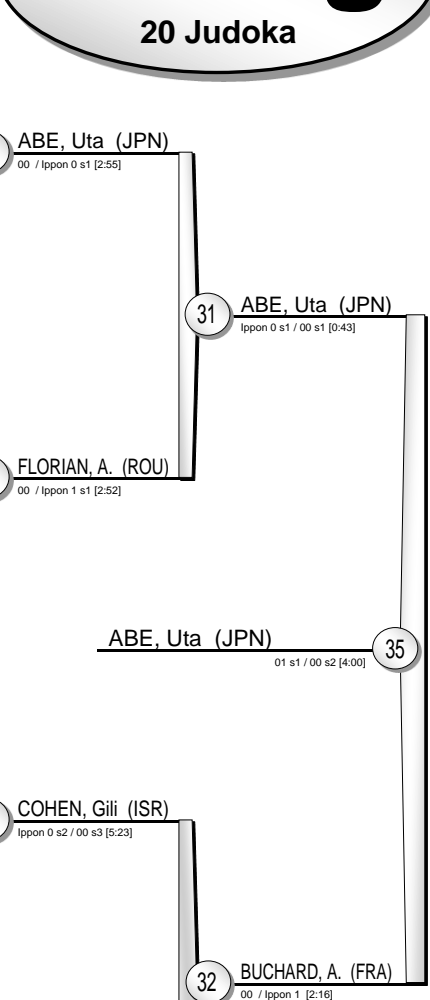 20 Judoka
ABE, Uta (JPN)
00 / Ippon 0 s1 [2:55]
31
ABE, Uta (JPN)
Ippon 0 s1 / 00 s1 [0:43]
FLORIAN, A. (ROU)
00 / Ippon 1 s1 [2:52]
ABE, Uta (JPN)
35
01 s1 / 00 s2 [4:00]
COHEN, Gili (ISR)
Ippon 0 s2 / 00 s3 [5:23]
32
BUCHARD, A. (FRA)
00 / Ippon 1 [2:16]